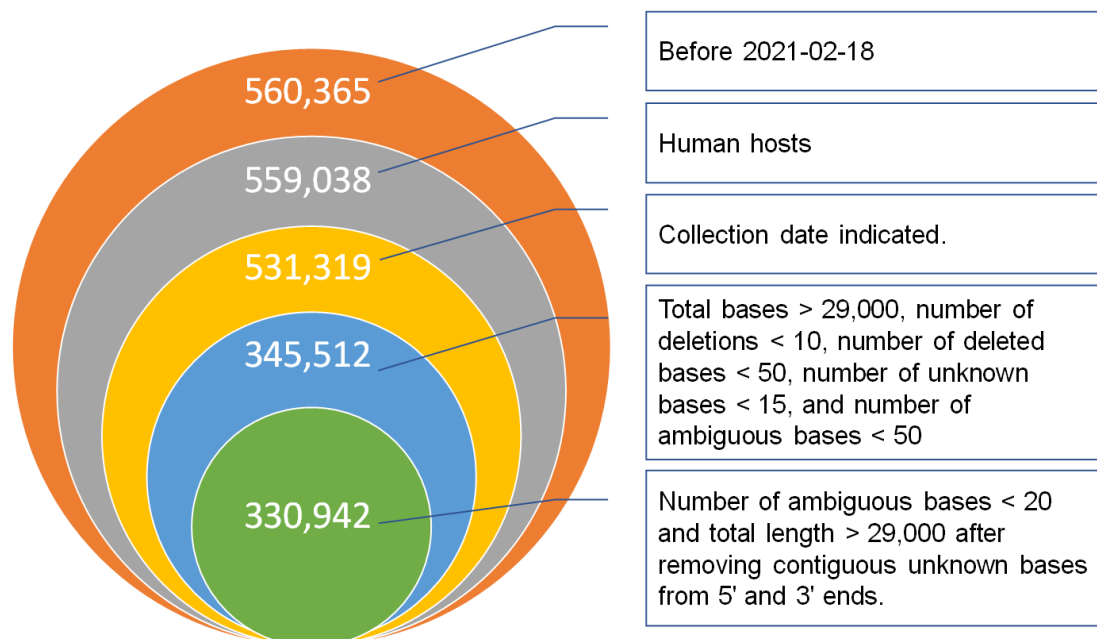 560,365
Before 2021-02-18
559,038
Human hosts
531,319
Collection date indicated.
345,512
Total bases > 29,000, number of
deletions < 10, number of deleted
bases < 50, number of unknown
bases < 15, and number of
ambiguous bases < 50
330,942
Number of ambiguous bases < 20
and total length > 29,000 after
removing contiguous unknown bases
from 5' and 3' ends.